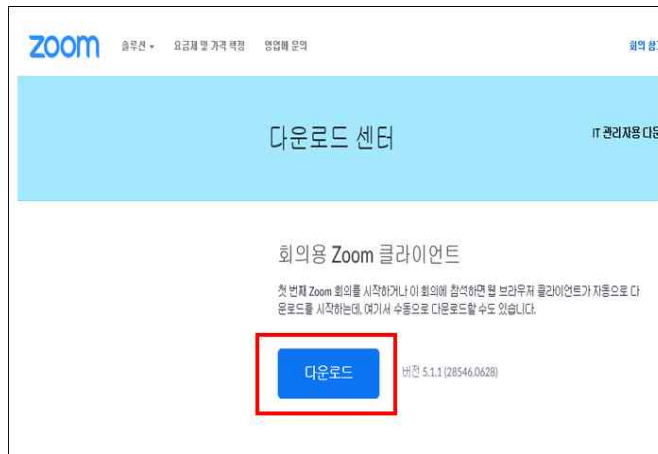 zoom 솔루션 요금제 및 가격 책정 영업에 문의 회의 참
다운로드 센터 IT 관리자용 다운
회의용 Zoom 클라이언트
첫 번째 Zoom 회의를 시작하거나 이 회의에 참석하면 웹 브라우저 클라이언트가 자동으로 다
운로드를 시작하는데, 여기서 수동으로 다운로드할 수도 있습니다.
다운로드 버전 5.1.1 (28546.0628)